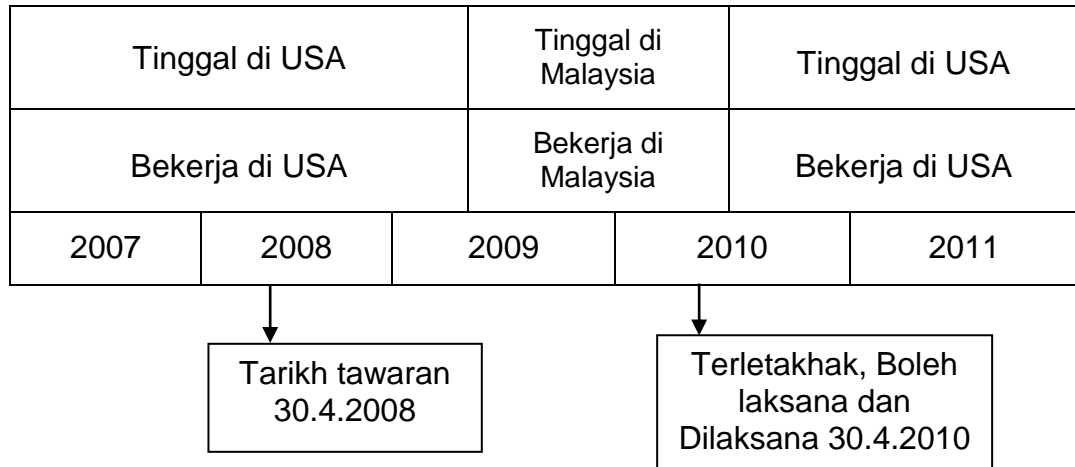 Tinggal di USA
Tinggal di
Malaysia
Tinggal di USA
Bekerja di USA
Bekerja di
Malaysia
Bekerja di USA
2007
2008
2009
2010
2011
Tarikh tawaran
30.4.2008
Terletakhak, Boleh
laksana dan
Dilaksana 30.4.2010